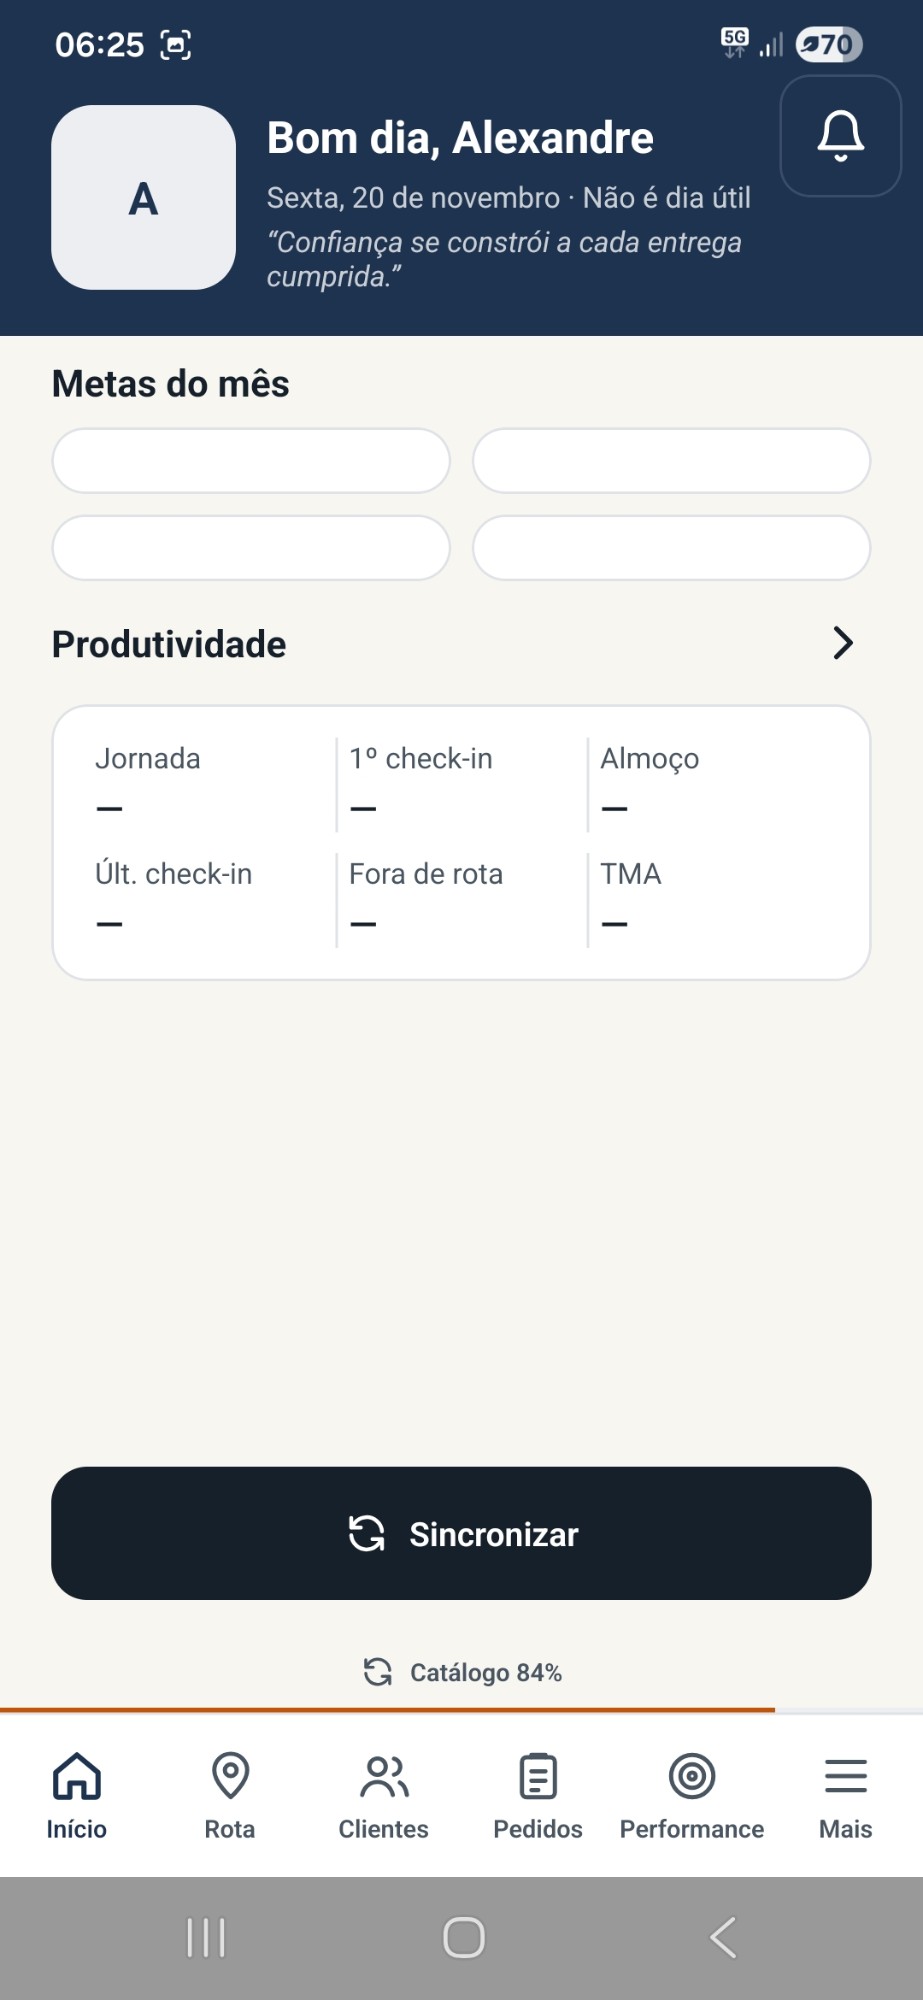 06:25
5G
70
A
Bom dia, Alexandre
Sexta, 20 de novembro · Não é dia útil
“Confiança se constrói a cada entrega
cumprida.”
Metas do mês
Produtividade
Jornada
1º check-in
Almoço
—
—
—
Últ. check-in
Fora de rota
TMA
—
—
—
Sincronizar
Catálogo 84%
Início
Rota
Clientes
Pedidos
Performance
Mais